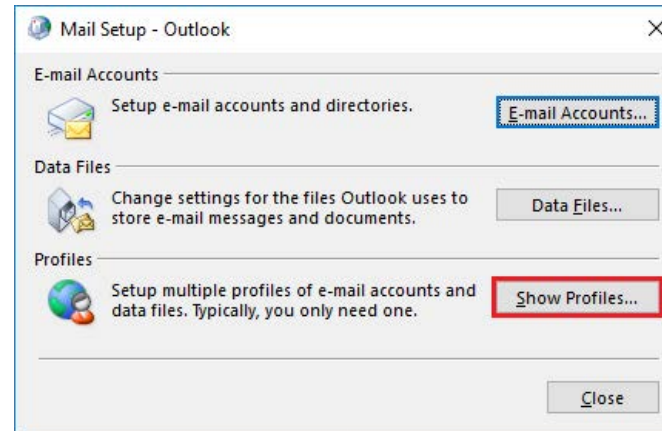 Mail Setup - Outlook
E-mail Accounts
Setup e-mail accounts and directories.
E-mail Accounts...
Data Files
Change settings for the files Outlook uses to
store e-mail messages and documents.
Data Files...
Profiles
Setup multiple profiles of e-mail accounts and
data files. Typically, you only need one.
Show Profiles...
Close